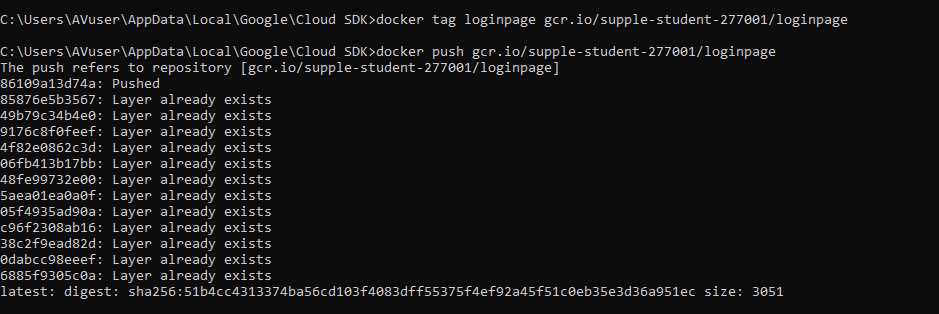 C:\Users\AVuser\AppData\Local\Google\Cloud SDK>docker tag loginpage gcr.io/supple-student-277001/loginpage
C:\Users\AVuser\AppData\Local\Google\Cloud SDK>docker push gcr.io/supple-student-277001/loginpage
The push refers to repository [gcr.io/supple-student-277001/loginpage]
86109a13d74a: Pushed
85876e5b3567: Layer already exists
49b79c34b4e0: Layer already exists
9176c8f0feef: Layer already exists
4f82e0862c3d: Layer already exists
06fb413b17bb: Layer already exists
48fe99732e00: Layer already exists
5aea01ea0a0f: Layer already exists
05f4935ad90a: Layer already exists
c96f2308ab16: Layer already exists
38c2f9ead82d: Layer already exists
0dabcc98eeef: Layer already exists
6885f9305c0a: Layer already exists
latest: digest: sha256:51b4cc4313374ba56cd103f4083dff55375f4ef92a45f51c0eb35e3d36a951ec size: 3051